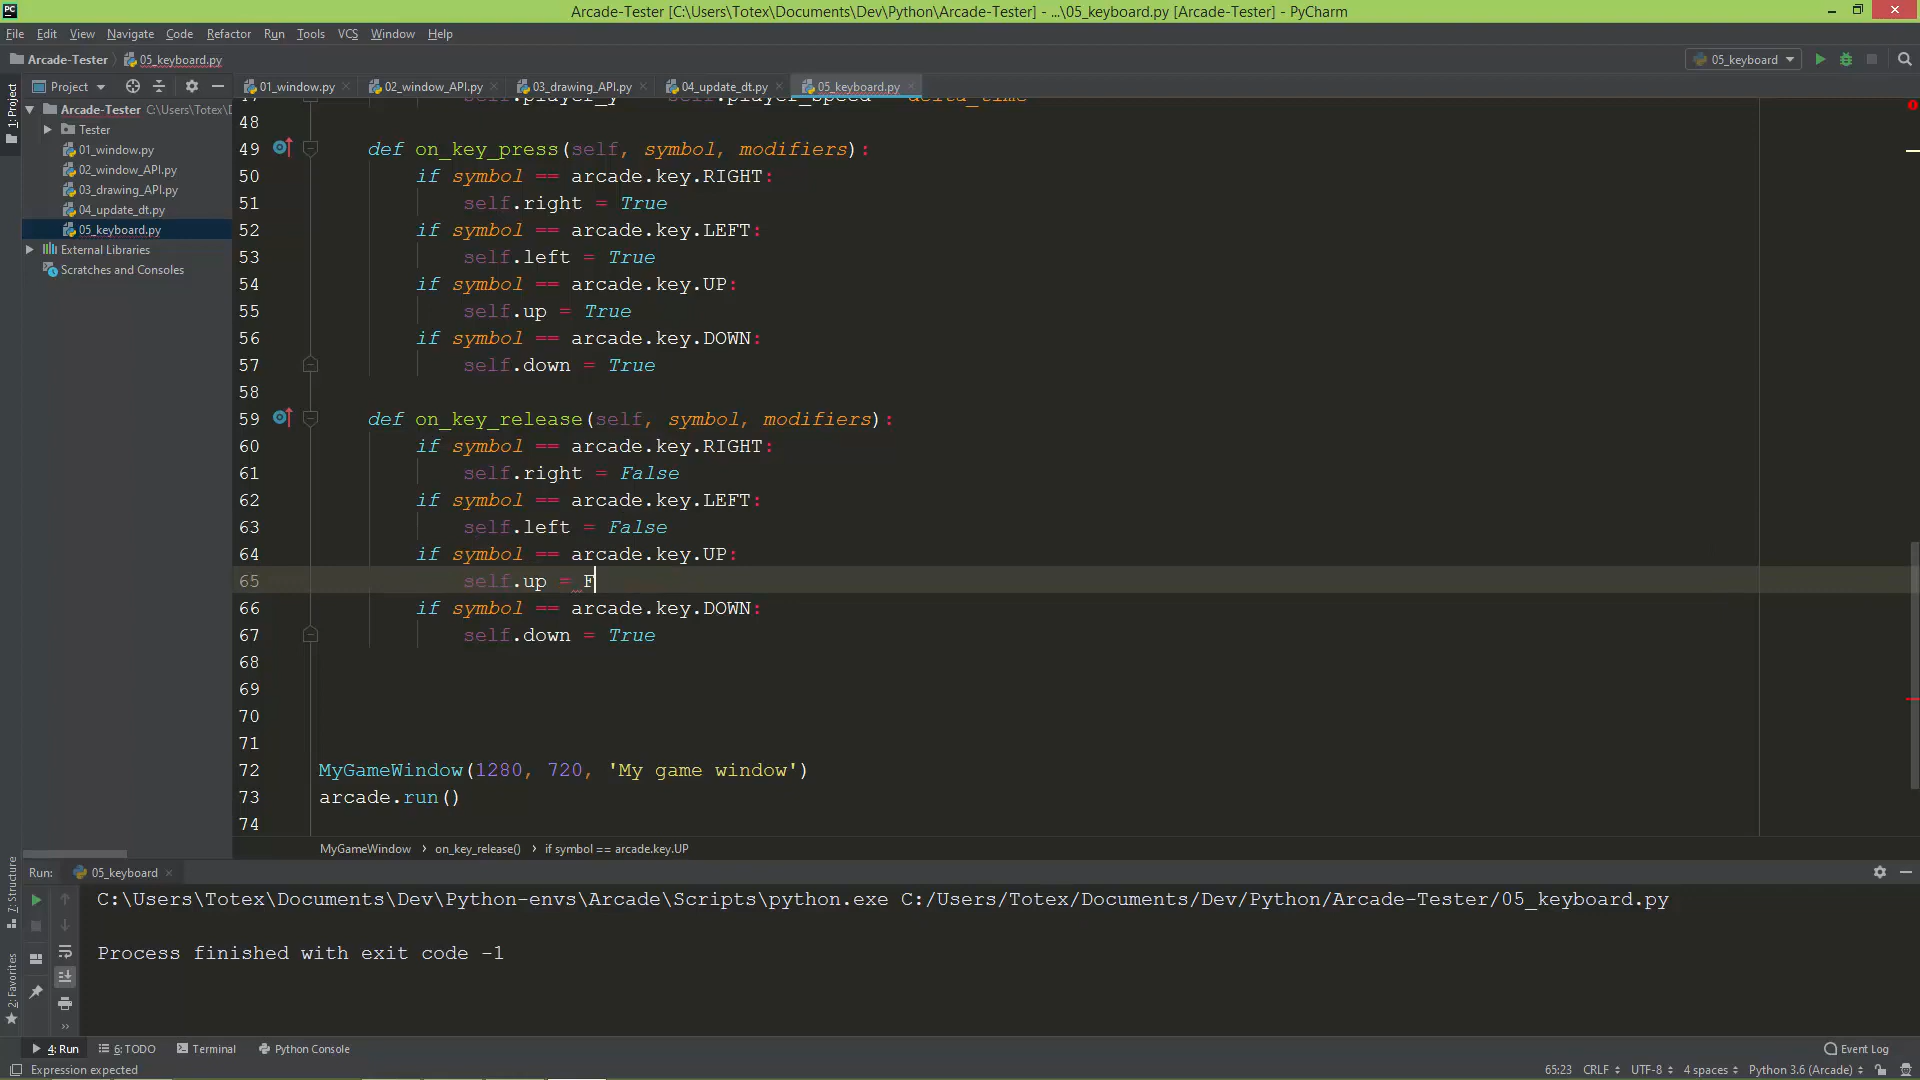 Arcade-Tester [C:\Users\Totex\Documents\Dev\Python\Arcade-Tester] - ...\05_keyboard.py [Arcade-Tester] - PyCharm
File Edit View Navigate Code Refactor Run Tools VCS Window Help
Arcade-Tester 05_keyboard.py 05_keyboard
Project 01_window.py 02_window_API.py 03_drawing_API.py 04_update_dt.py 05_keyboard.py
1: Project
Arcade-Tester C:\Users\Totex\D
Tester
01_window.py
02_window_API.py
03_drawing_API.py
04_update_dt.py
05_keyboard.py
External Libraries
Scratches and Consoles
48
49 def on_key_press(self, symbol, modifiers):
50 if symbol == arcade.key.RIGHT:
51 self.right = True
52 if symbol == arcade.key.LEFT:
53 self.left = True
54 if symbol == arcade.key.UP:
55 self.up = True
56 if symbol == arcade.key.DOWN:
57 self.down = True
58
59 def on_key_release(self, symbol, modifiers):
60 if symbol == arcade.key.RIGHT:
61 self.right = False
62 if symbol == arcade.key.LEFT:
63 self.left = False
64 if symbol == arcade.key.UP:
65 self.up = F
66 if symbol == arcade.key.DOWN:
67 self.down = True
68
69
70
71
72 MyGameWindow(1280, 720, 'My game window')
73 arcade.run()
74
MyGameWindow › on_key_release() › if symbol == arcade.key.UP
Run: 05_keyboard
C:\Users\Totex\Documents\Dev\Python-envs\Arcade\Scripts\python.exe C:/Users/Totex/Documents/Dev/Python/Arcade-Tester/05_keyboard.py
Process finished with exit code -1
7: Structure
2: Favorites
4: Run 6: TODO Terminal Python Console Event Log
Expression expected 65:23 CRLF UTF-8 4 spaces Python 3.6 (Arcade)